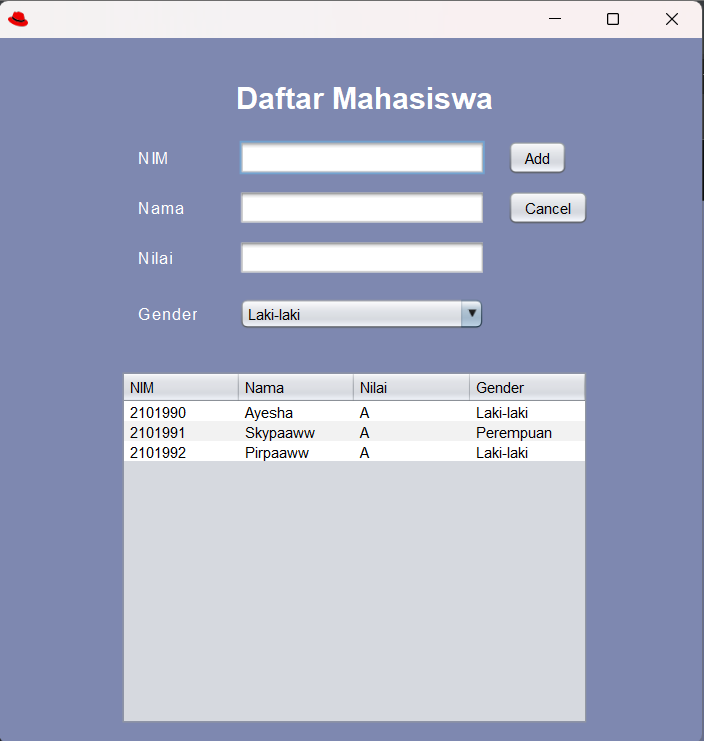 Daftar Mahasiswa
NIM Add
Nama Cancel
Nilai
Gender Laki-laki
NIM Nama Nilai Gender
2101990 Ayesha A Laki-laki
2101991 Skypaaww A Perempuan
2101992 Pirpaaww A Laki-laki